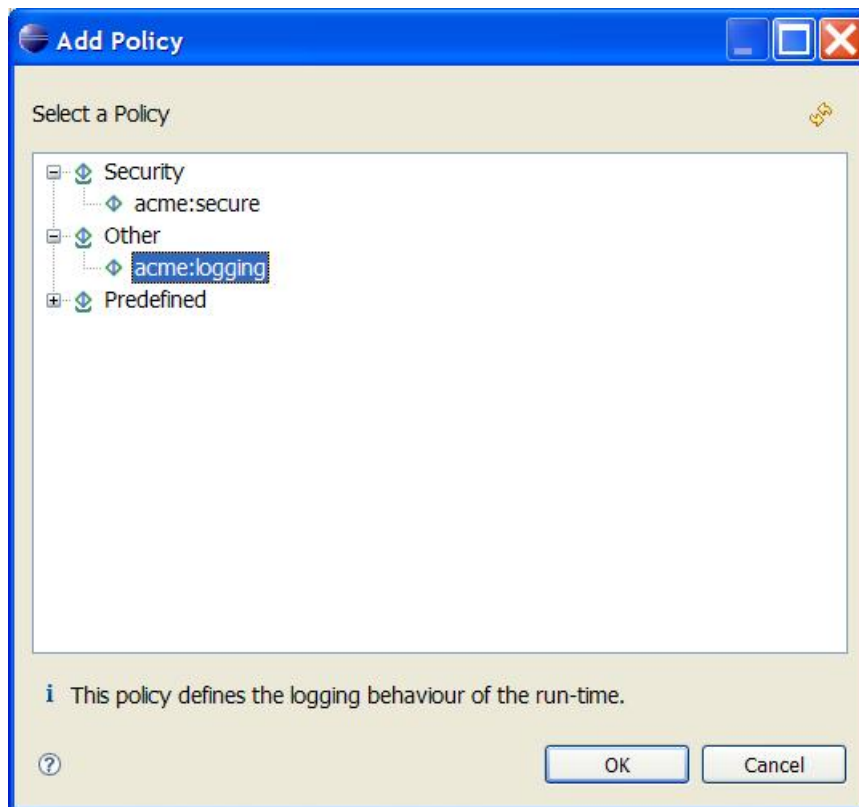 Add Policy
Select a Policy
Security
acme:secure
Other
acme:logging
Predefined
i This policy defines the logging behaviour of the run-time.
? OK Cancel